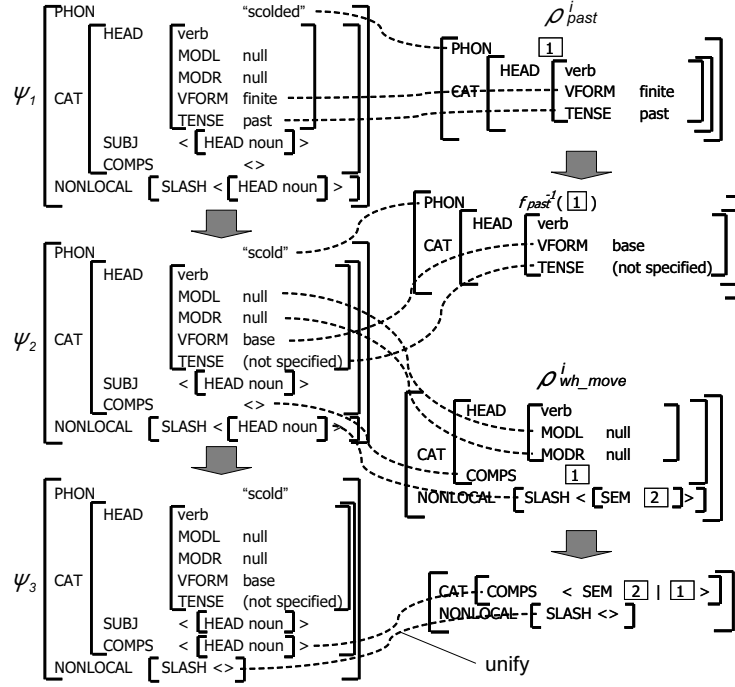 ψ1
PHON "scolded"
HEAD verb
MODL null
MODR null
CAT VFORM finite
TENSE past
SUBJ < [HEAD noun] >
COMPS <>
NONLOCAL [SLASH < [HEAD noun] >]
ρ^i_past
PHON 1
HEAD verb
CAT VFORM finite
TENSE past
PHON f_past^-1( 1 )
HEAD verb
CAT VFORM base
TENSE (not specified)
ψ2
PHON "scold"
HEAD verb
MODL null
MODR null
CAT VFORM base
TENSE (not specified)
SUBJ < [HEAD noun] >
COMPS <>
NONLOCAL [SLASH < [HEAD noun] >]
ρ^i_wh_move
HEAD verb
MODL null
CAT MODR null
COMPS 1
NONLOCAL [SLASH < [SEM 2 ] >]
ψ3
PHON "scold"
HEAD verb
MODL null
MODR null
CAT VFORM base
TENSE (not specified)
SUBJ < [HEAD noun] >
COMPS < [HEAD noun] >
NONLOCAL [SLASH <>]
CAT [COMPS < SEM 2 | 1 >]
NONLOCAL [SLASH <>]
unify